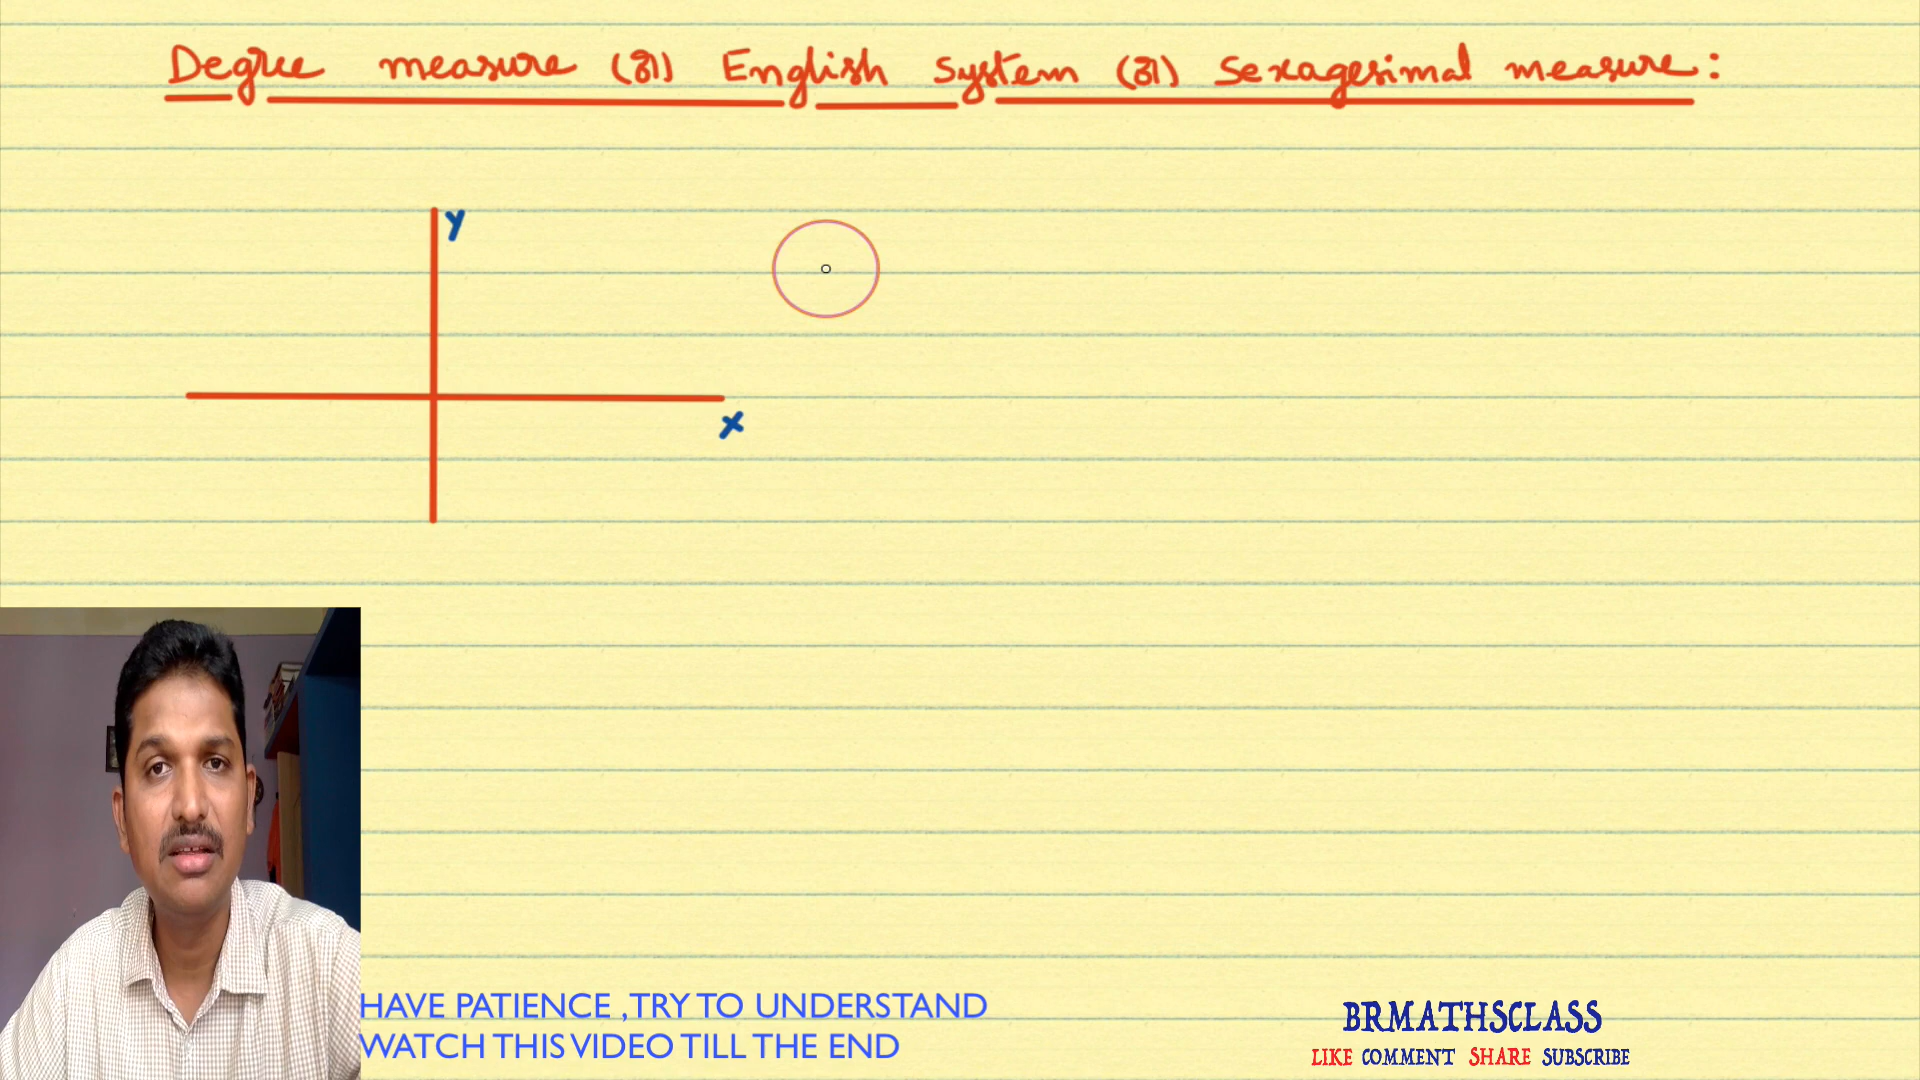 Degree measure (or) English system (or) Sexagesimal measure :
y
x
HAVE PATIENCE ,TRY TO UNDERSTAND
WATCH THIS VIDEO TILL THE END
BRMATHSCLASS
LIKE COMMENT SHARE SUBSCRIBE